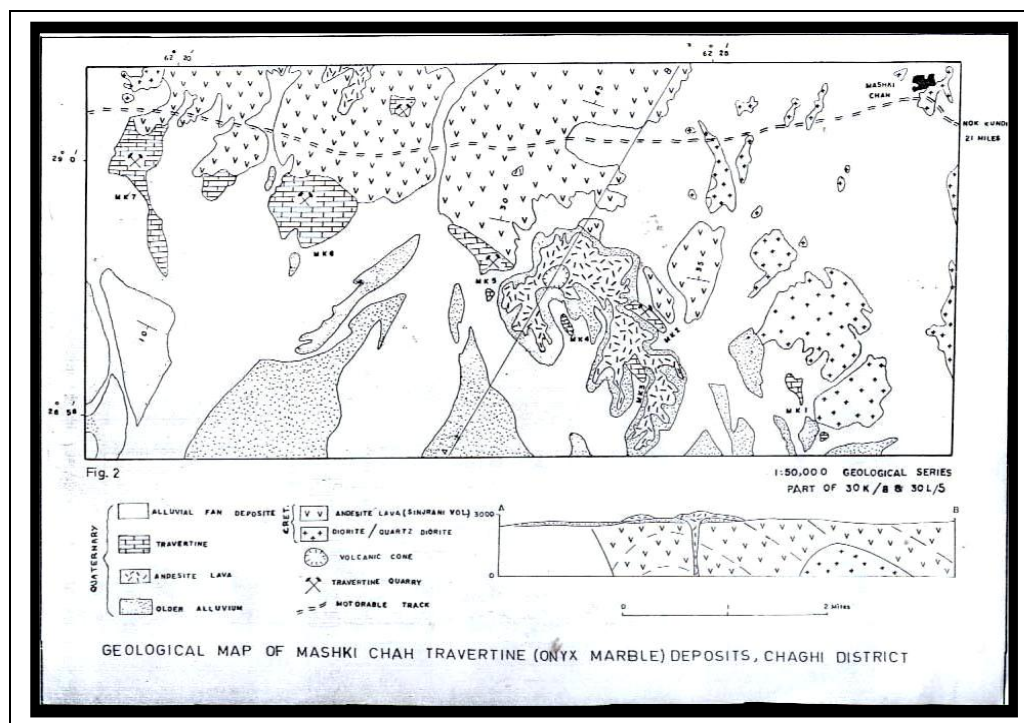 62° 20'
62° 25'
B
MASHKI
CHAH
NOK KUNDI
21 MILES
29° 0'
MK7
MK6
30
MK5
35
MK2
MK4
10
MK3
MK1
28° 58'
A
Fig. 2
1:50,000 GEOLOGICAL SERIES
PART OF 30K/8 & 30L/5
QUATERNARY
ALLUVIAL FAN DEPOSITE
TRAVERTINE
ANDESITE LAVA
OLDER ALLUVIUM
CRET.
ANDESITE LAVA (SINJRANI VOL)
DIORITE / QUARTZ DIORITE
VOLCANIC CONE
TRAVERTINE QUARRY
MOTORABLE TRACK
A
B
3000
0
0 1 2 Miles
GEOLOGICAL MAP OF MASHKI CHAH TRAVERTINE (ONYX MARBLE) DEPOSITS, CHAGHI DISTRICT